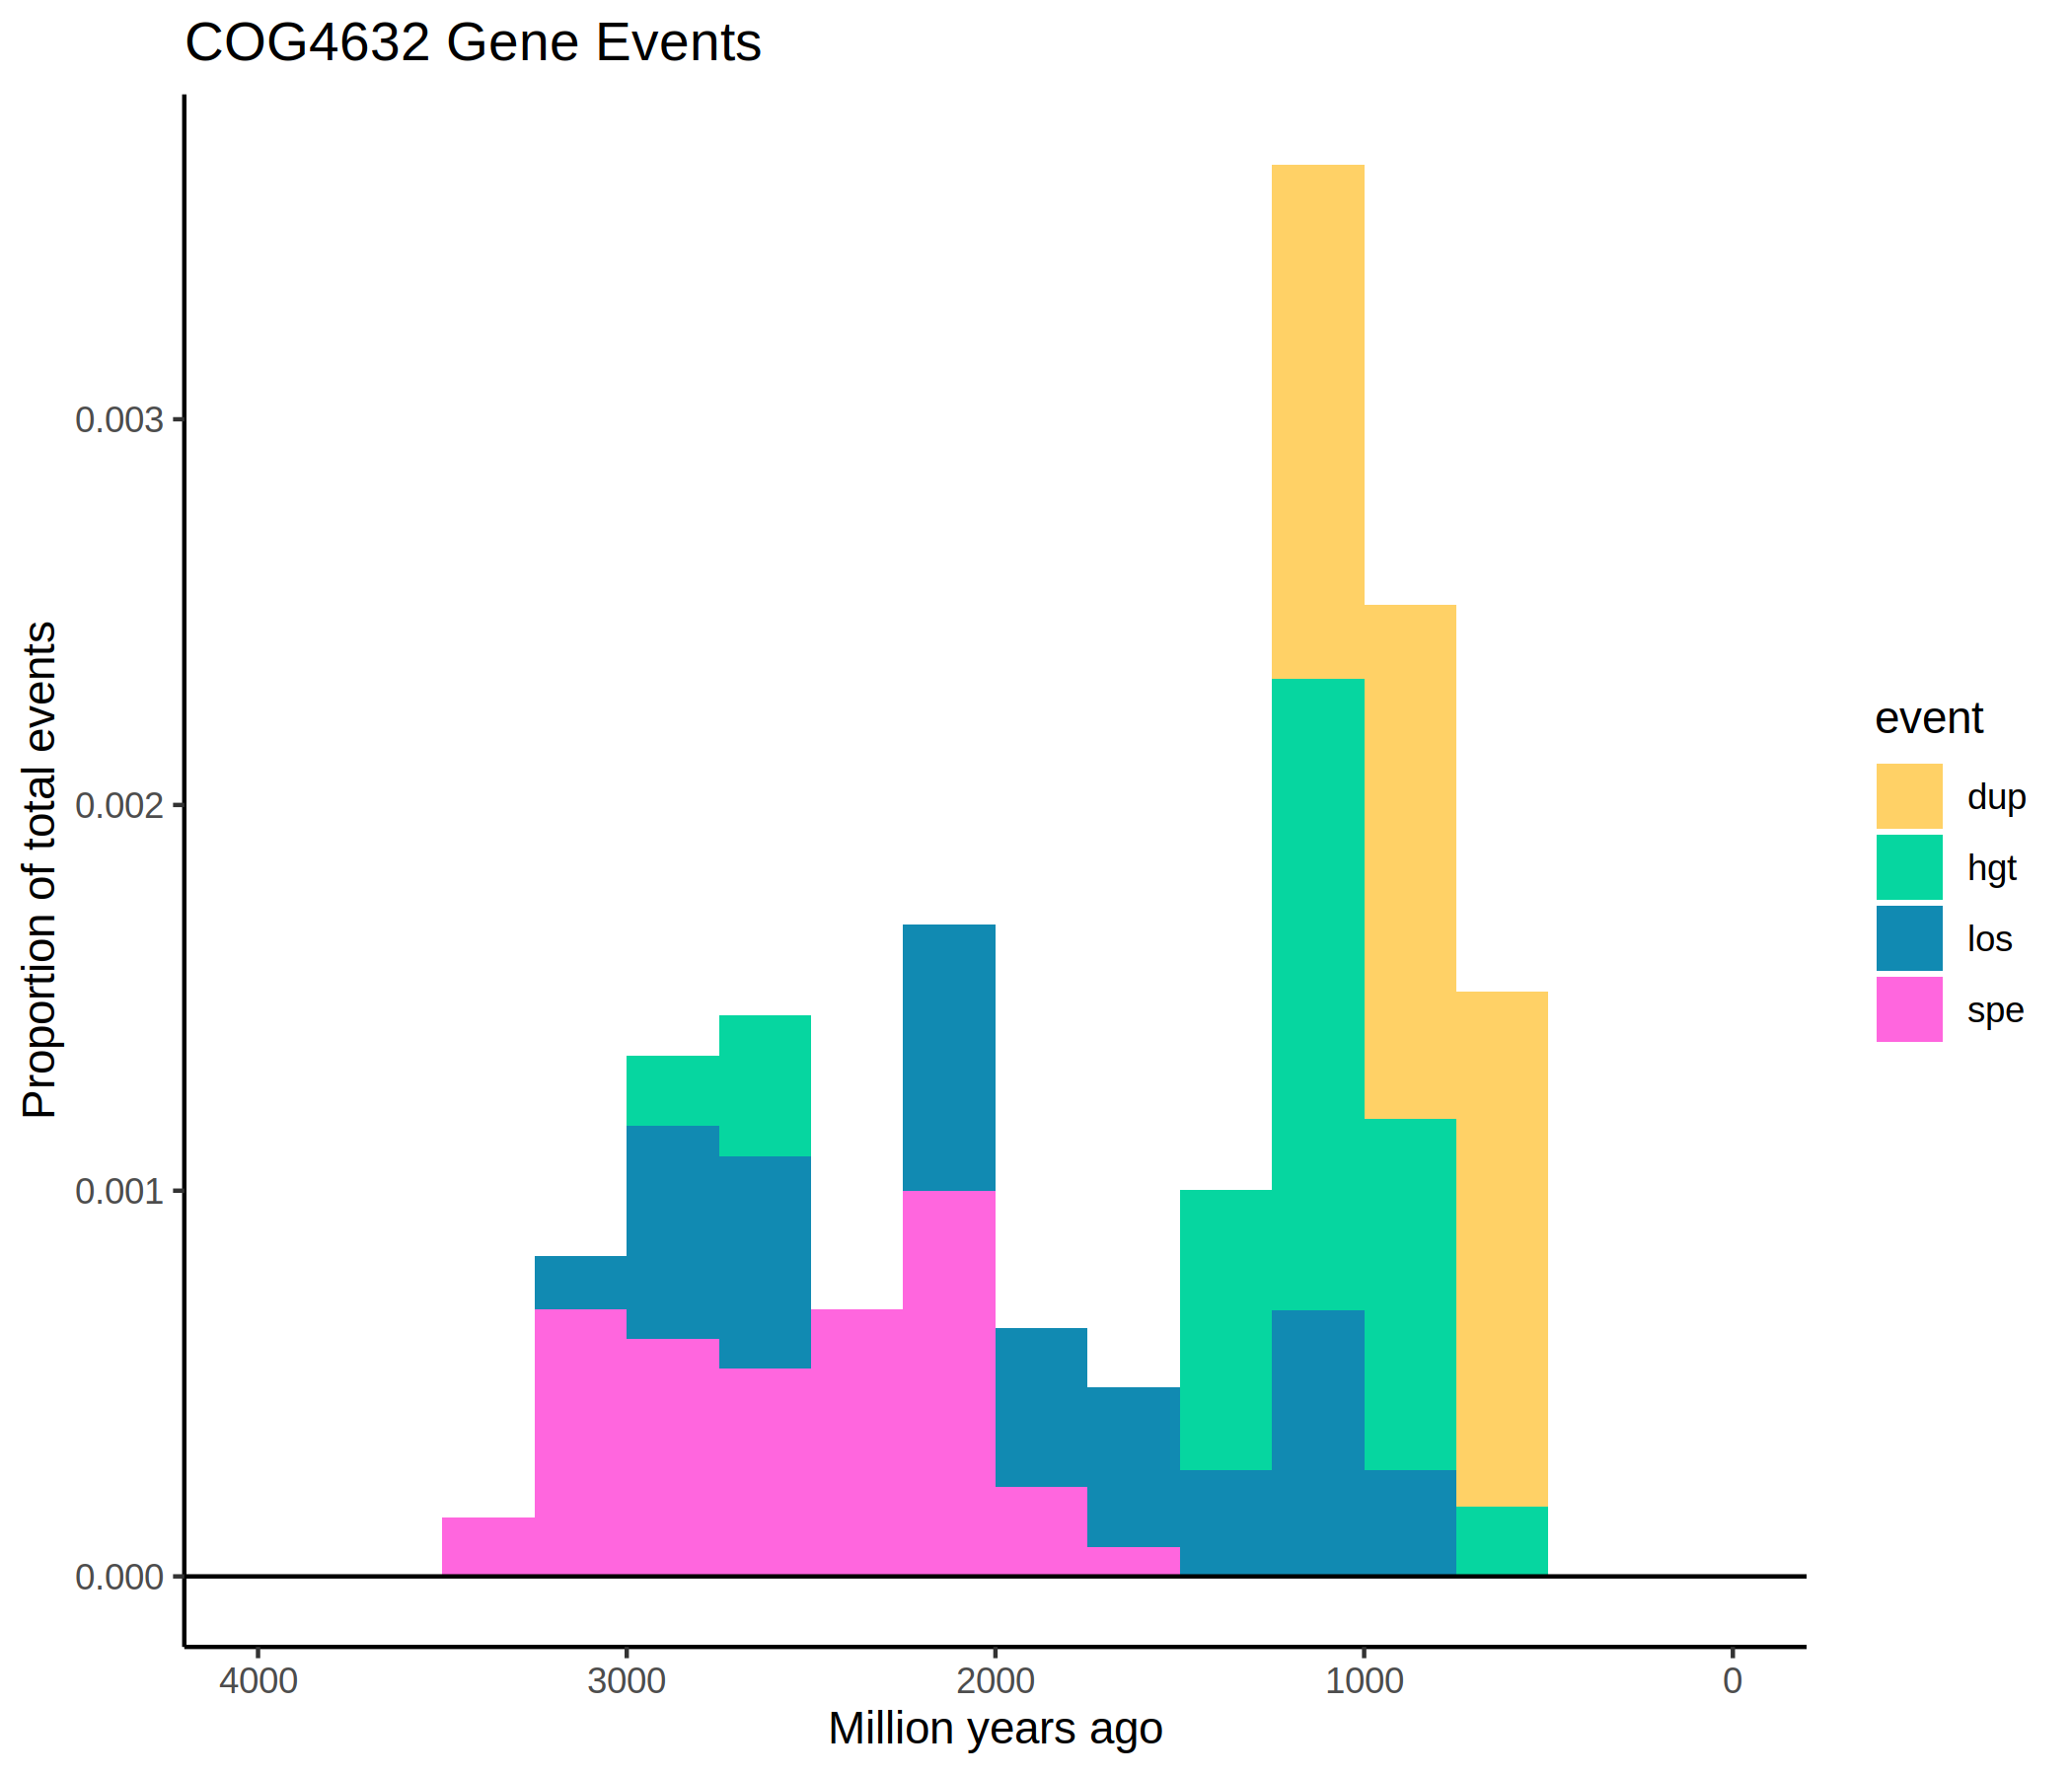 COG4632 Gene Events
Proportion of total events
0.003
0.002
0.001
0.000
4000 3000 2000 1000 0
Million years ago
event
dup
hgt
los
spe